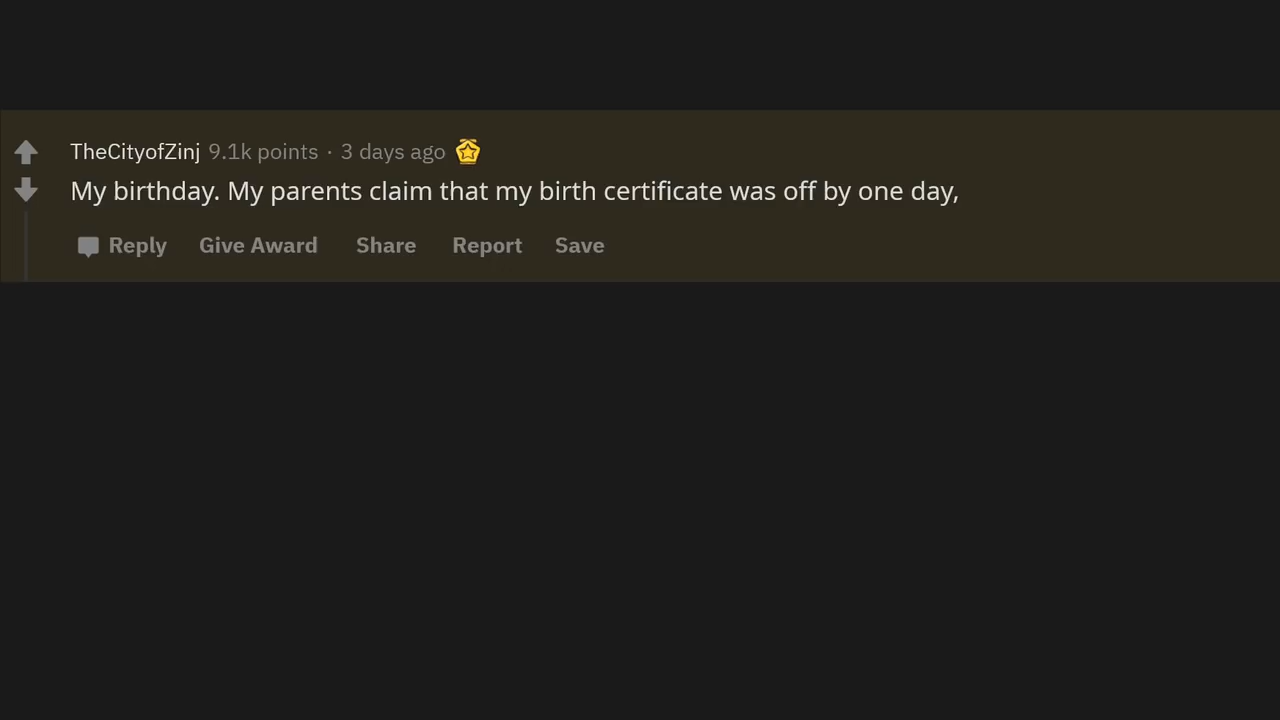 TheCityofZinj 9.1k points · 3 days ago
My birthday. My parents claim that my birth certificate was off by one day,
Reply Give Award Share Report Save